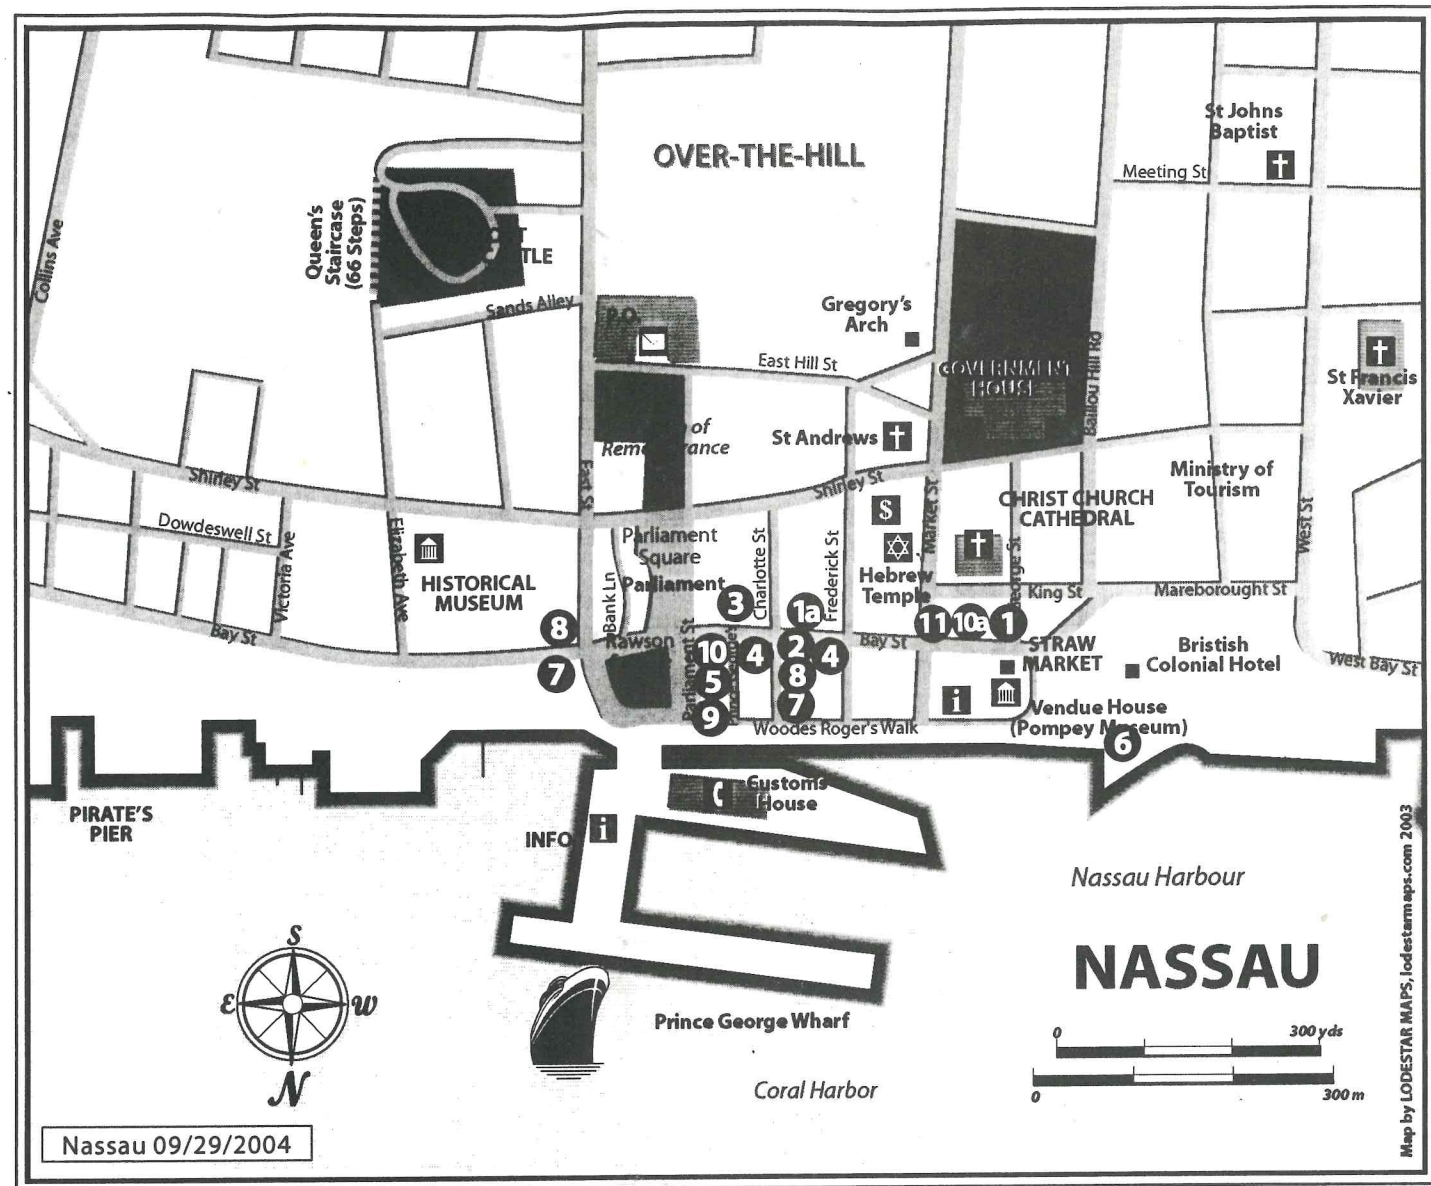 St Johns
Baptist
OVER-THE-HILL
Meeting St
Queen's
Staircase
(66 Steps)
Collins Ave
Sands Alley
P.O.
Gregory's
Arch
East Hill St
GOVERNMENT
HOUSE
Baillou Hill Rd
St Francis
Xavier
of
St Andrews
Shirley St
East St
Shirley St
Market St
Ministry of
Tourism
CHRIST CHURCH
CATHEDRAL
West St
Dowdeswell St
Victoria Ave
Elizabeth Ave
HISTORICAL
MUSEUM
Bank Ln
Parliament
Square
Parliament
Charlotte St
Frederick St
$
Hebrew
Temple
George St
King St
Mareborought St
3
1a
11
10a
1
8
7
Bay St
Rawson
Parliament St
10
5
9
4
2
8
7
4
Bay St
STRAW
MARKET
Bristish
Colonial Hotel
West Bay St
i
Vendue House
(Pompey Museum)
6
Woodes Roger's Walk
PIRATE'S
PIER
INFO
i
Customs
House
Nassau Harbour
NASSAU
S
E
W
N
Prince George Wharf
Coral Harbor
0
300 yds
0
300 m
Nassau 09/29/2004
Map by LODESTAR MAPS, lodestarmaps.com 2003